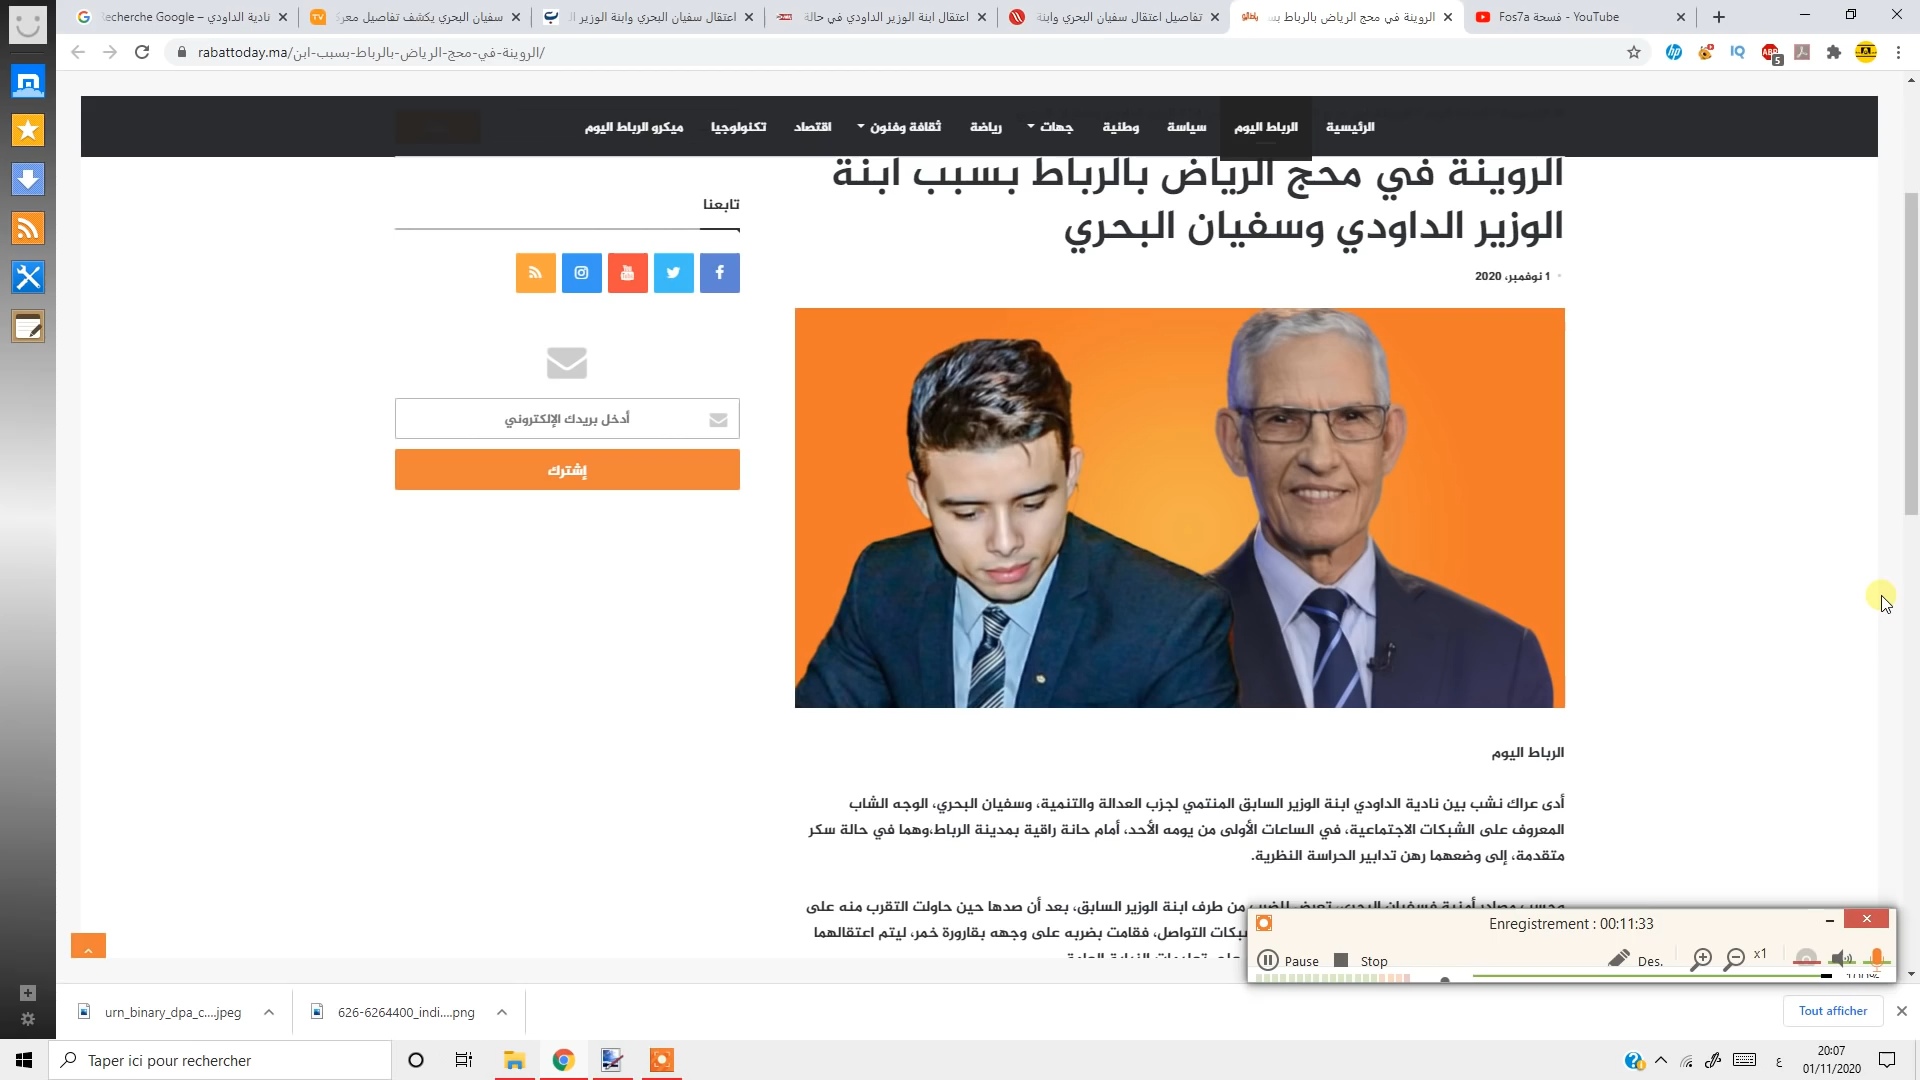 نادية الداودي – Recherche Google
سفيان البحري يكشف تفاصيل
اعتقال سفيان البحري وابنة الوزير
اعتقال ابنة الوزير الداودي في حالة
تفاصيل اعتقال سفيان البحري وابنة
الروينة في محج الرياض بالرباط
Fos7a فسحة - YouTube
rabattoday.ma/الروينة-في-محج-الرياض-بالرباط-بسبب-ابن/
الرئيسية
الرباط اليوم
سياسة
وطنية
جهات
رياضة
ثقافة وفنون
اقتصاد
تكنولوجيا
ميكرو الرباط اليوم
الروينة في محج الرياض بالرباط بسبب ابنة
الوزير الداودي وسفيان البحري
1 نوفمبر، 2020
تابعنا
أدخل بريدك الإلكتروني
إشترك
الرباط اليوم
أدى عراك نشب بين نادية الداودي ابنة الوزير السابق المنتمي لحزب العدالة والتنمية، وسفيان البحري، الوجه الشاب
المعروف على الشبكات الاجتماعية، في الساعات الأولى من يومه الأحد، أمام حانة راقية بمدينة الرباط،وهما في حالة سكر
متقدمة، إلى وضعهما رهن تدابير الحراسة النظرية.
من طرف ابنة الوزير السابق، بعد أن صدها حين حاولت التقرب منه على
التواصل، فقامت بضربه على وجهه بقارورة خمر، ليتم اعتقالهما
Enregistrement : 00:11:33
Pause
Stop
Des.
x1
urn_binary_dpa_c....jpeg
626-6264400_indi....png
Tout afficher
Taper ici pour rechercher
20:07
01/11/2020